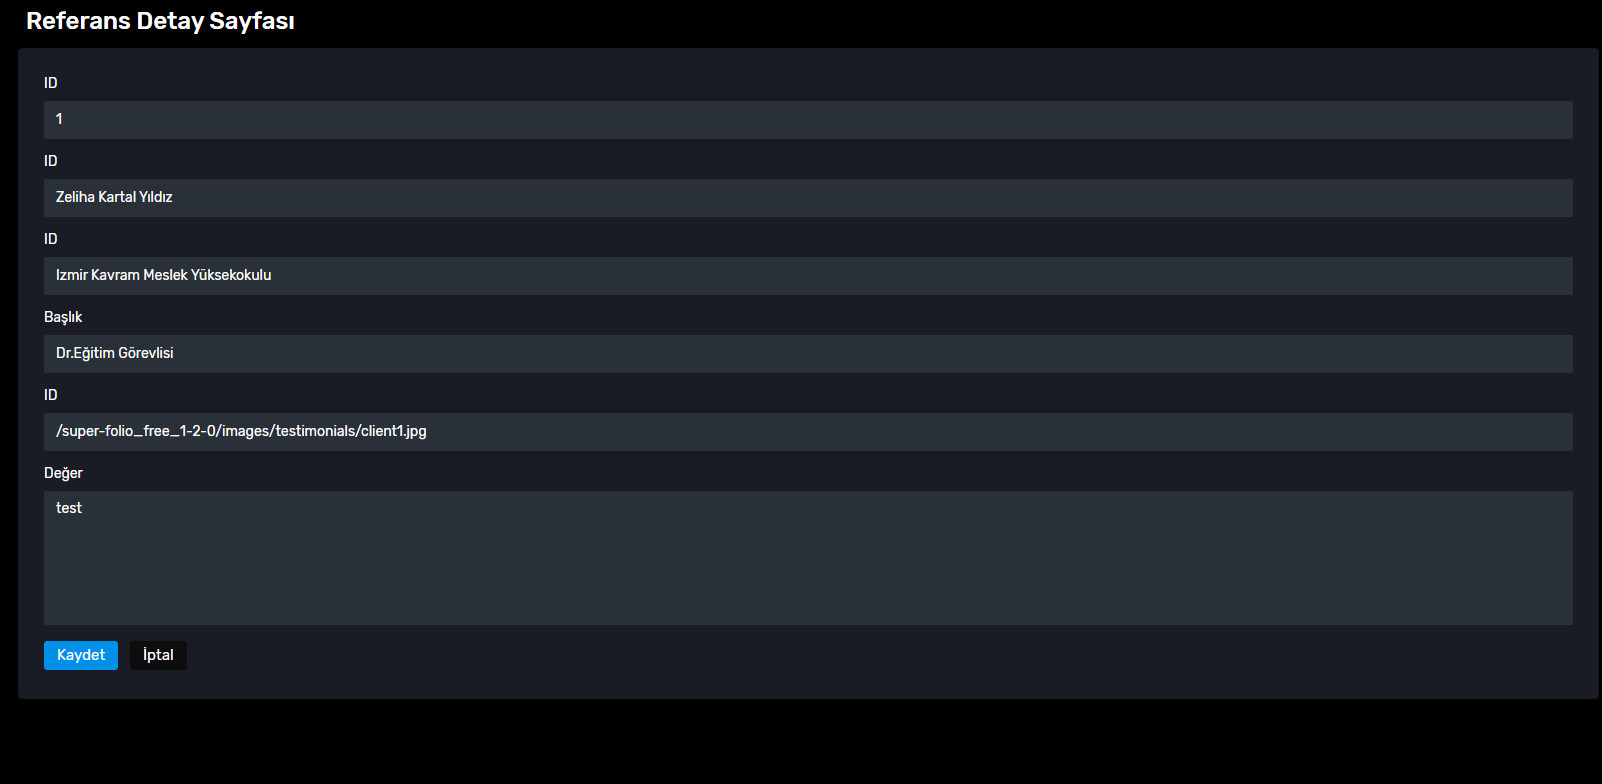 Referans Detay Sayfası
ID
1
ID
Zeliha Kartal Yıldız
ID
Izmir Kavram Meslek Yüksekokulu
Başlık
Dr.Eğitim Görevlisi
ID
/super-folio_free_1-2-0/images/testimonials/client1.jpg
Değer
test
Kaydet İptal